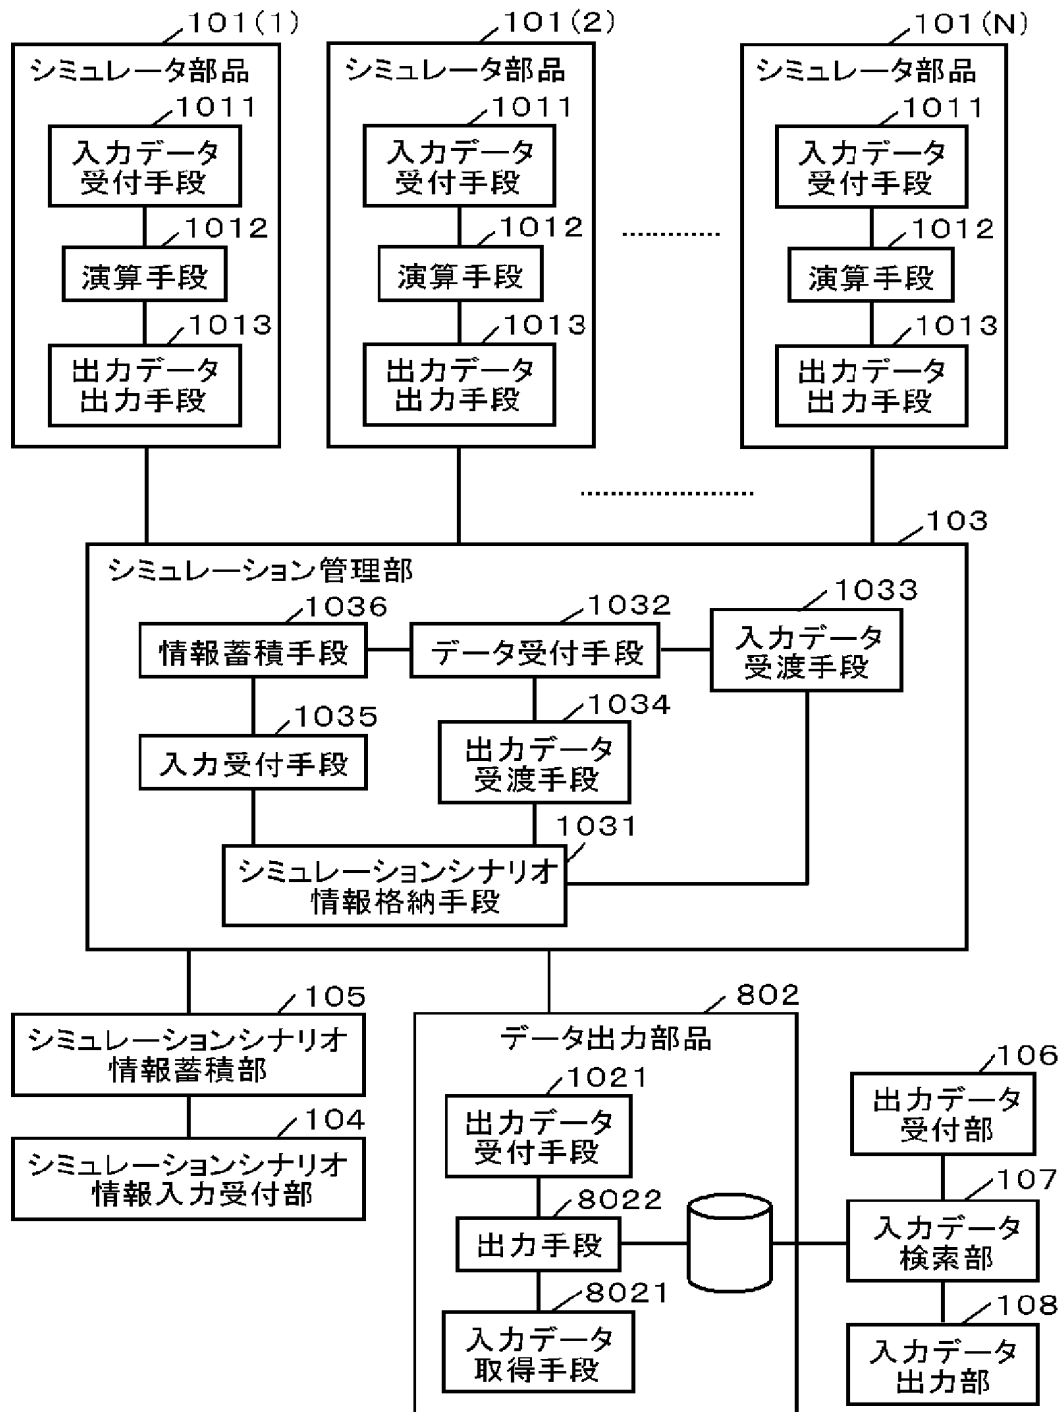 101(1)
シミュレータ部品
1011
入力データ
受付手段
1012
演算手段
1013
出力データ
出力手段
101(2)
シミュレータ部品
1011
入力データ
受付手段
1012
演算手段
1013
出力データ
出力手段
101(N)
シミュレータ部品
1011
入力データ
受付手段
1012
演算手段
1013
出力データ
出力手段
103
シミュレーション管理部
1036
情報蓄積手段
1032
データ受付手段
1033
入力データ
受渡手段
1035
入力受付手段
1034
出力データ
受渡手段
1031
シミュレーションシナリオ
情報格納手段
105
シミュレーションシナリオ
情報蓄積部
104
シミュレーションシナリオ
情報入力受付部
802
データ出力部品
1021
出力データ
受付手段
8022
出力手段
8021
入力データ
取得手段
106
出力データ
受付部
107
入力データ
検索部
108
入力データ
出力部